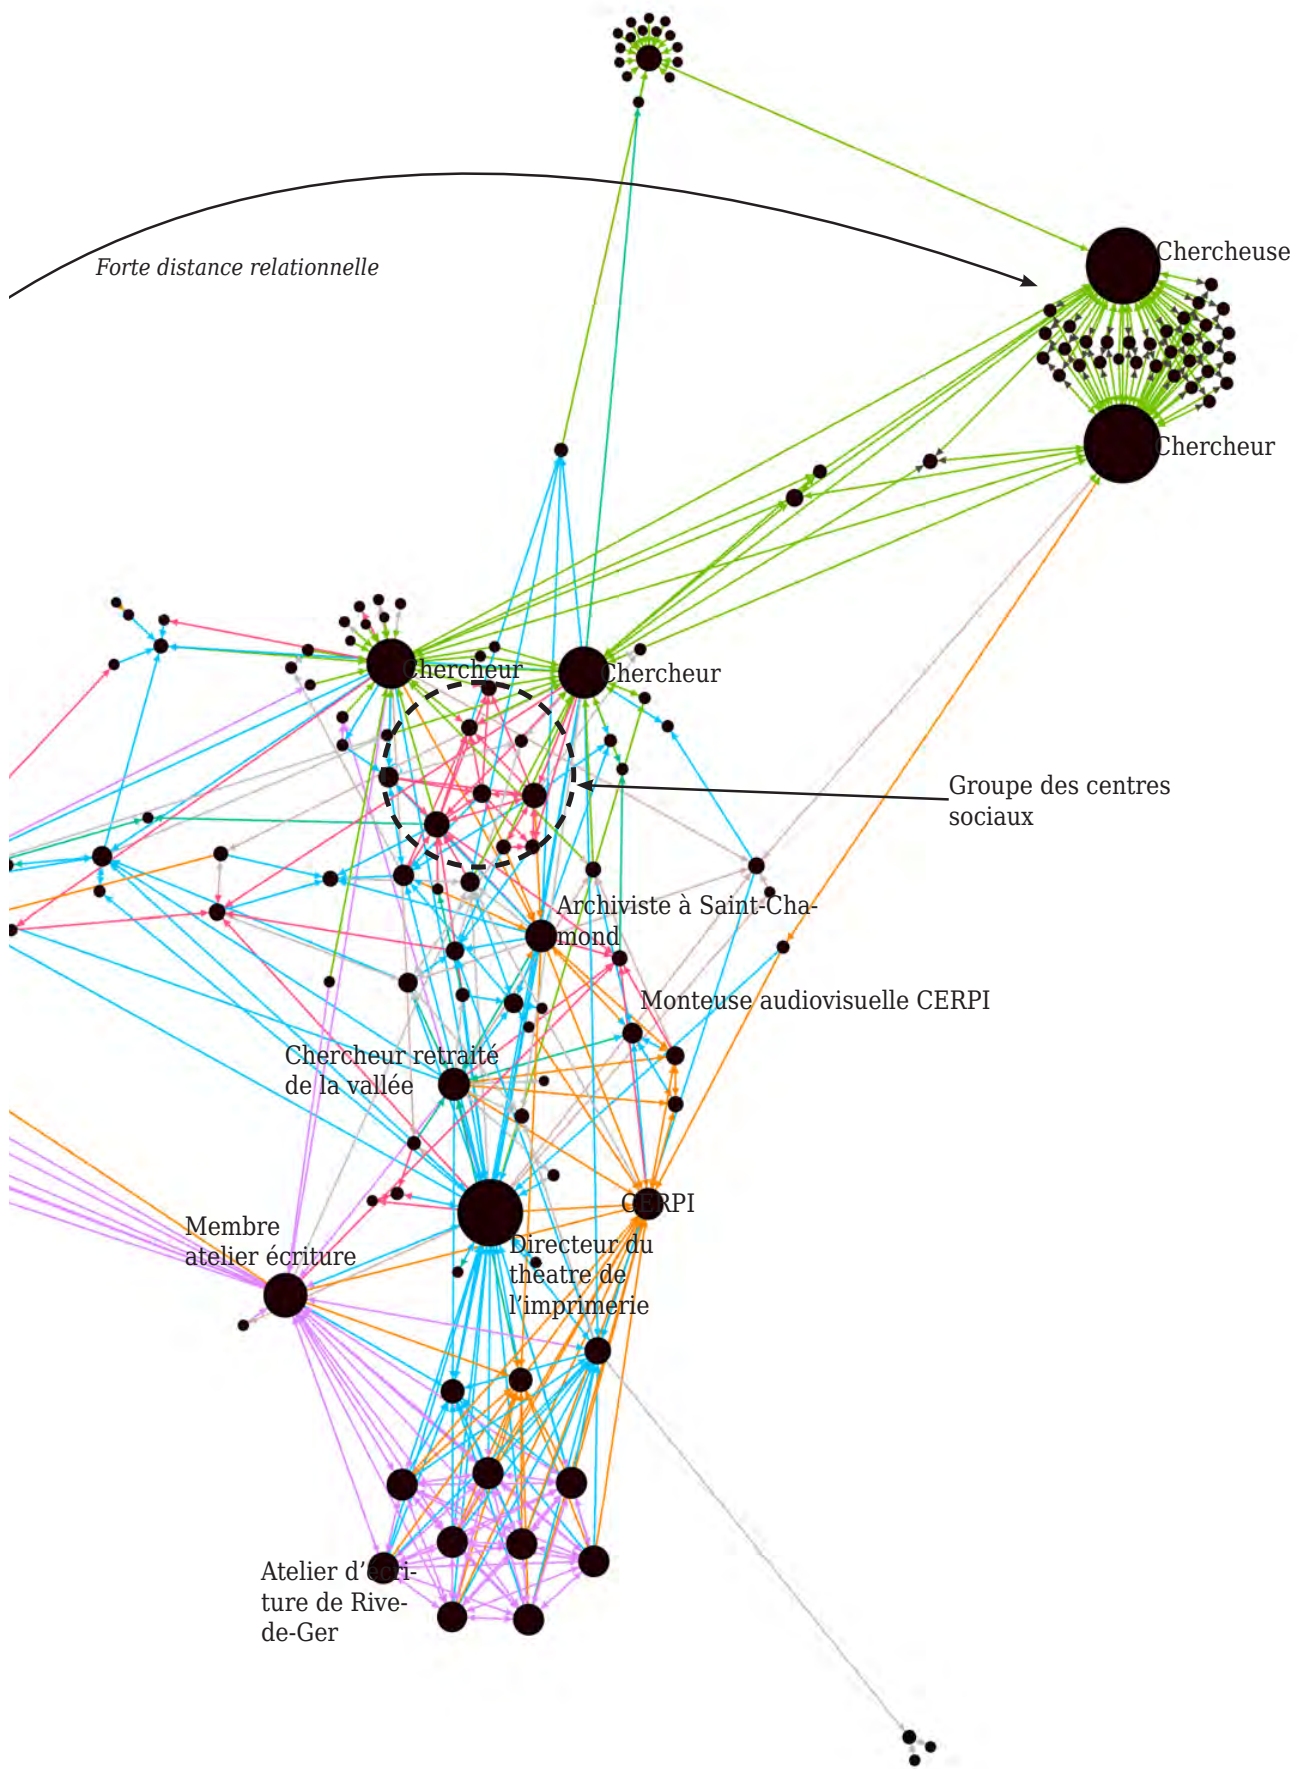 Chercheuse
Forte distance relationnelle
Chercheur
Chercheur
Chercheur
Groupe des centres
sociaux
Archiviste à Saint-Cha-
mond
Monteuse audiovisuelle CERPI
Chercheur retraité
de la vallée
CERPI
Membre
atelier écriture
Directeur du
théatre de
l'imprimerie
Atelier d'écri-
ture de Rive-
de-Ger